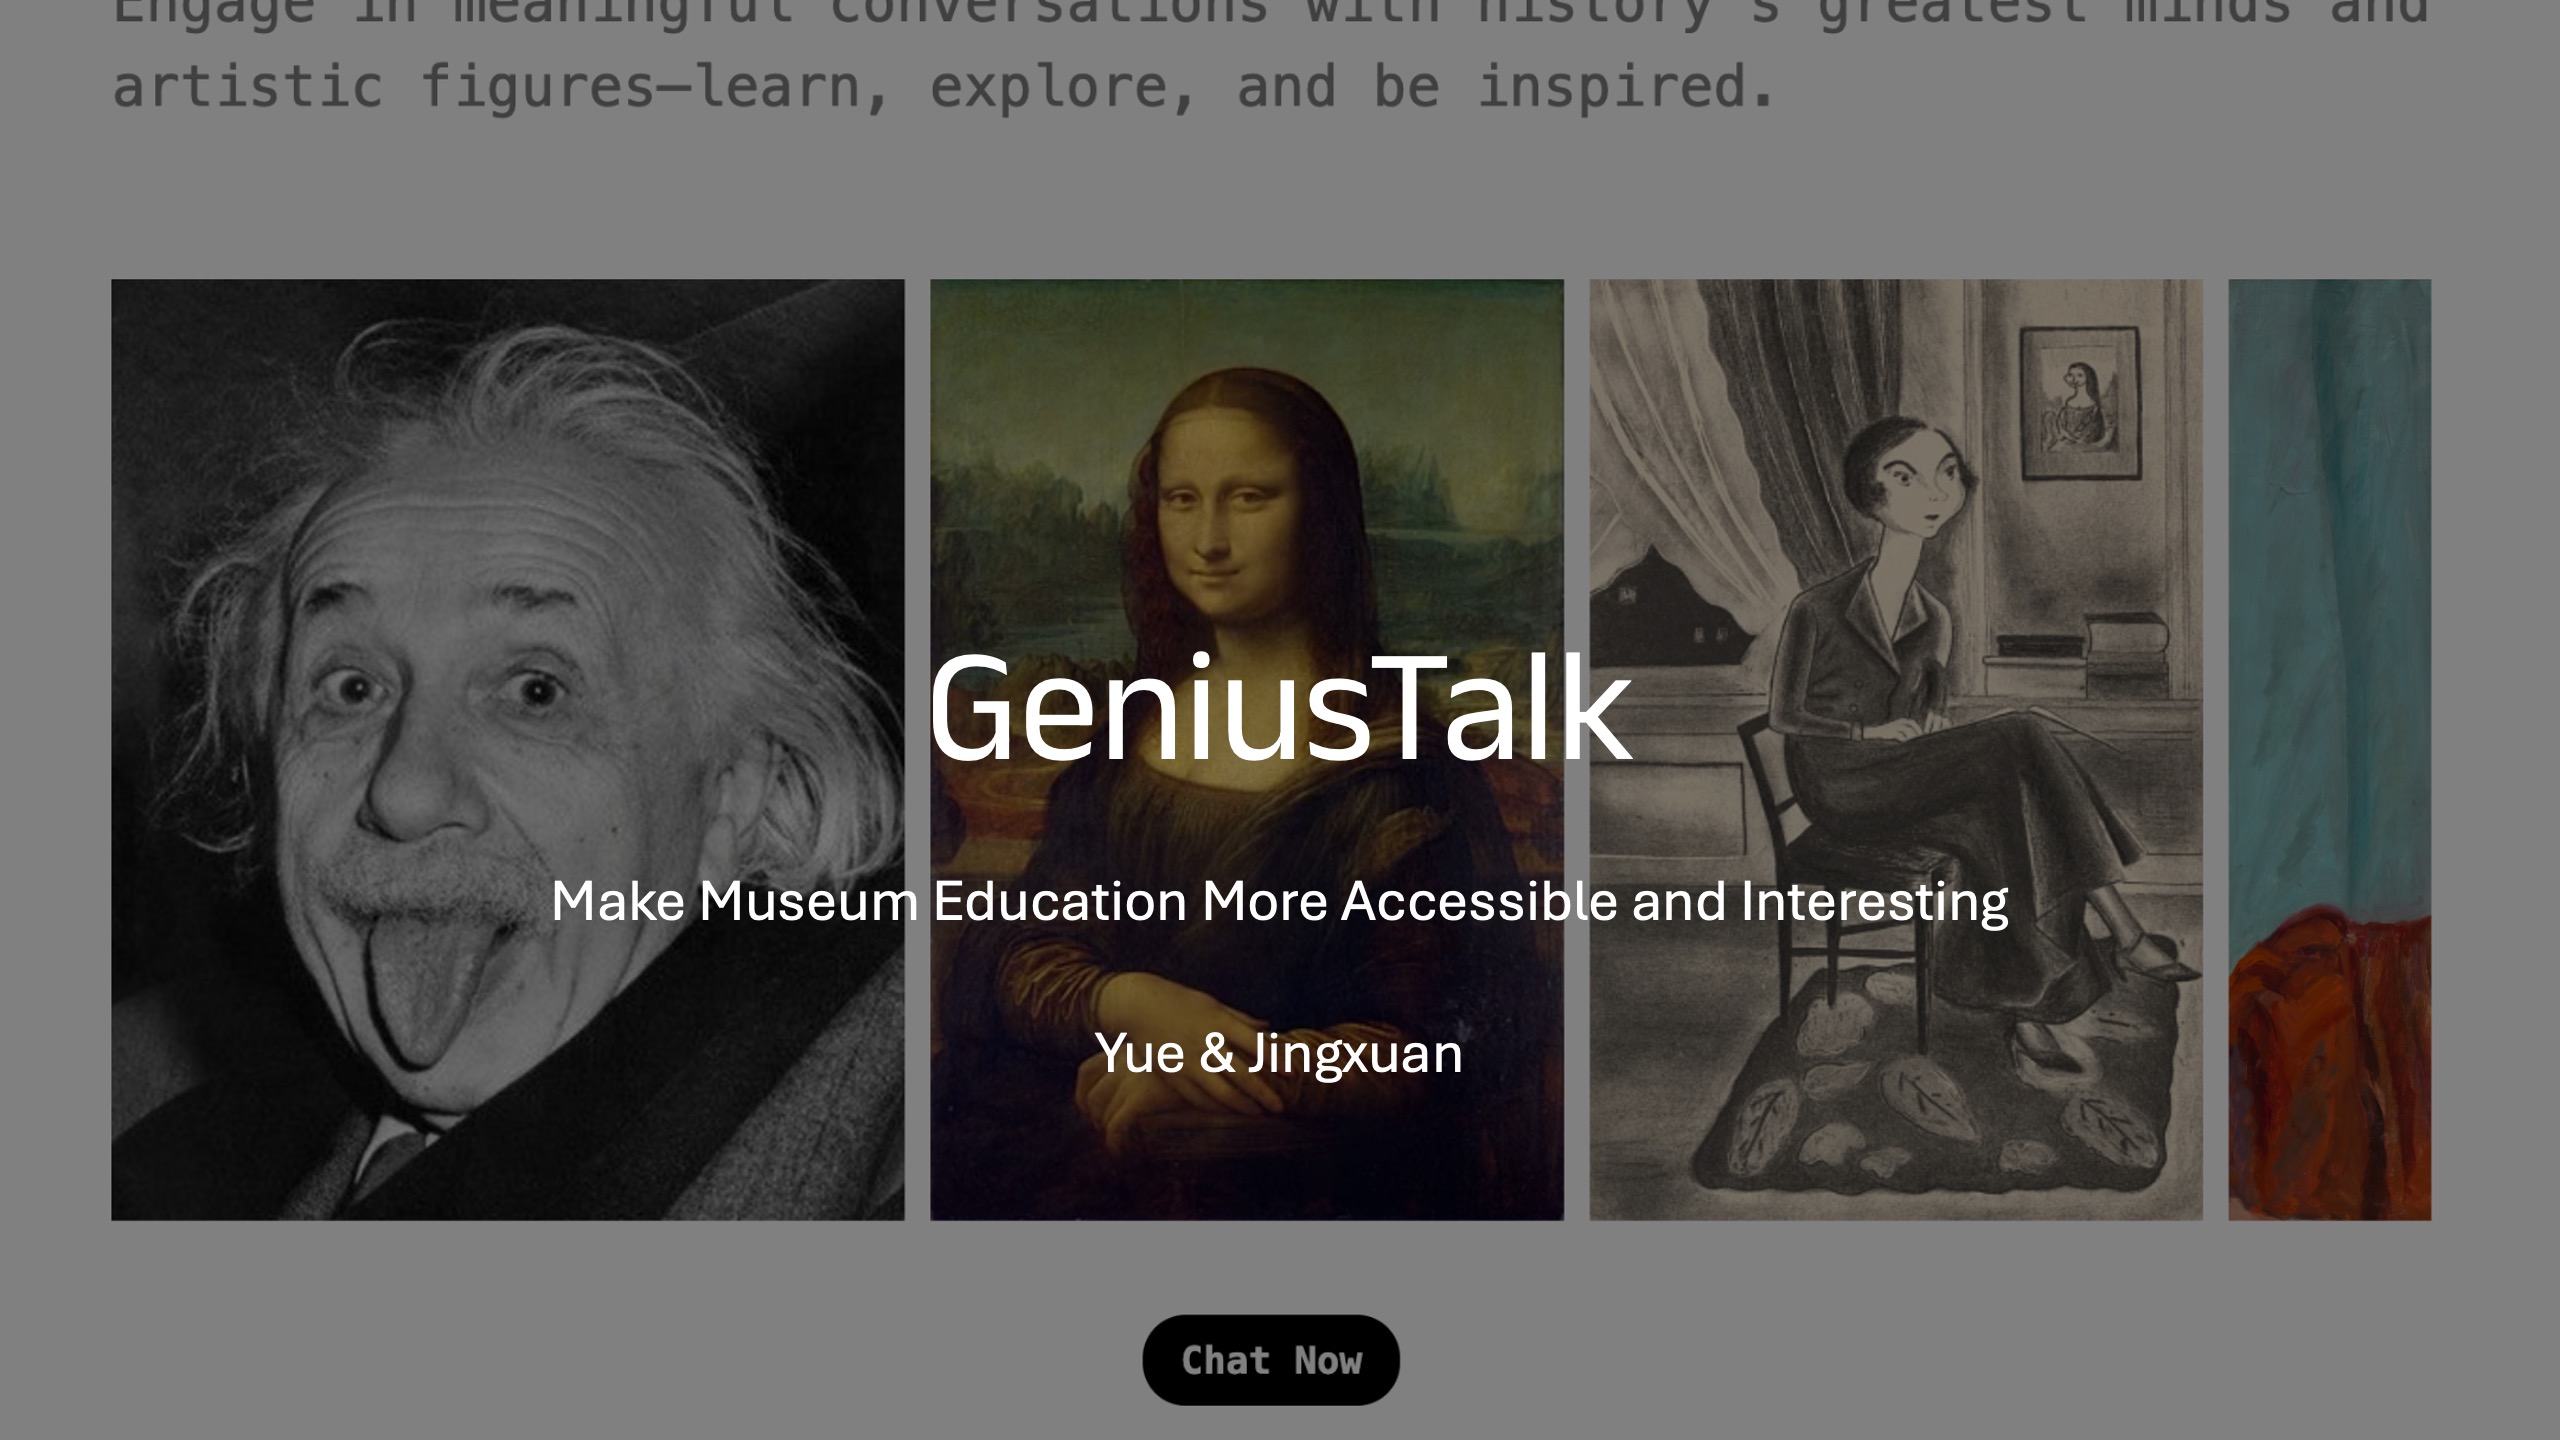 Engage in meaningful conversations with history's greatest minds and
artistic figures—learn, explore, and be inspired.
GeniusTalk
Make Museum Education More Accessible and Interesting
Yue & Jingxuan
Chat Now